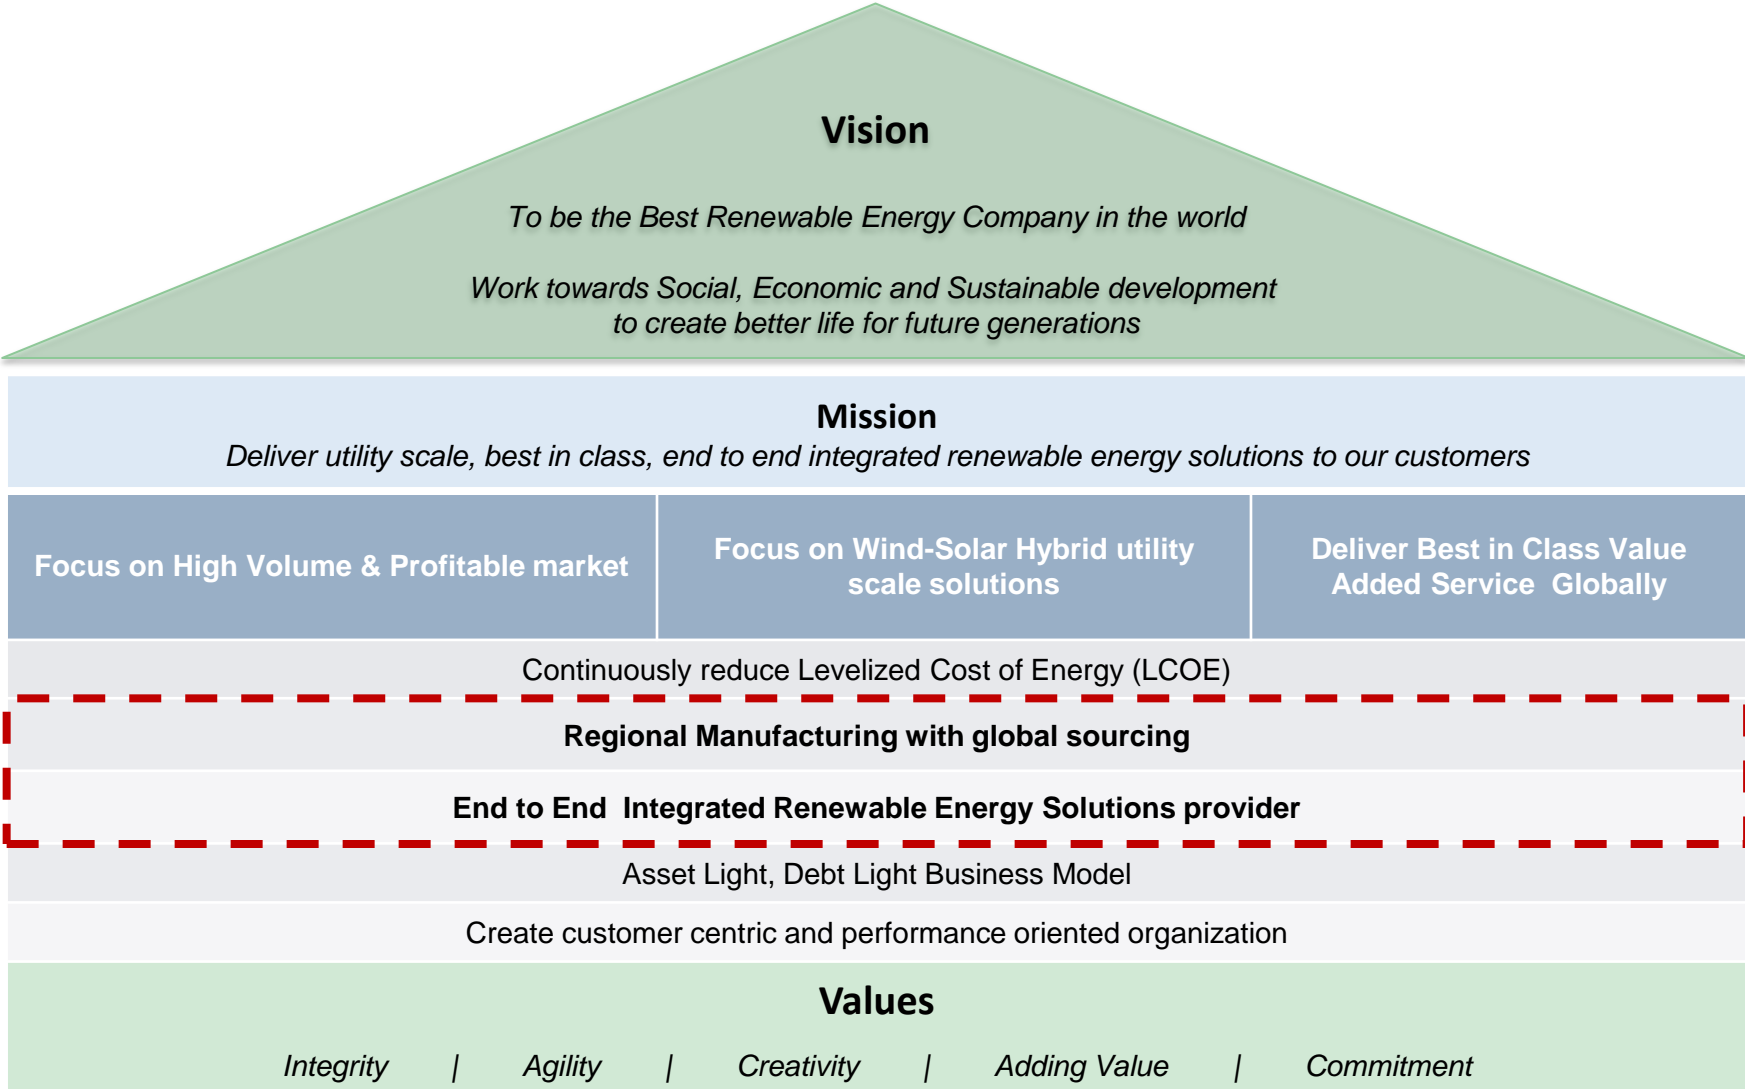 Vision
To be the Best Renewable Energy Company in the world
Work towards Social, Economic and Sustainable development
to create better life for future generations
Mission
Deliver utility scale, best in class, end to end integrated renewable energy solutions to our customers
Focus on High Volume & Profitable market
Focus on Wind-Solar Hybrid utility
scale solutions
Deliver Best in Class Value
Added Service Globally
Continuously reduce Levelized Cost of Energy (LCOE)
Regional Manufacturing with global sourcing
End to End Integrated Renewable Energy Solutions provider
Asset Light, Debt Light Business Model
Create customer centric and performance oriented organization
Values
Integrity | Agility | Creativity | Adding Value | Commitment